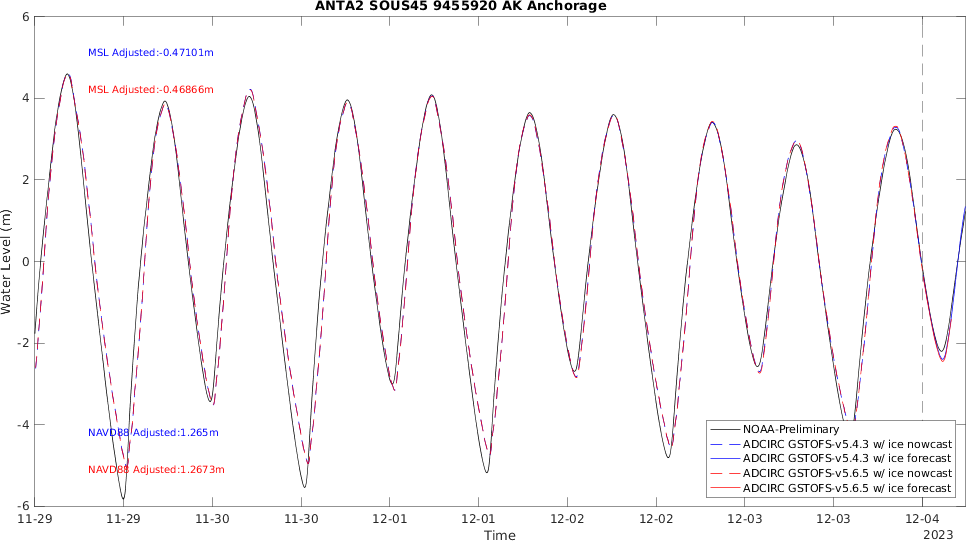 ANTA2 SOUS45 9455920 AK Anchorage
6
MSL Adjusted:-0.47101m
MSL Adjusted:-0.46866m
4
2
0
-2
-4
-6
Water Level (m)
NAVD88 Adjusted:1.265m
NAVD88 Adjusted:1.2673m
NOAA-Preliminary
ADCIRC GSTOFS-v5.4.3 w/ ice nowcast
ADCIRC GSTOFS-v5.4.3 w/ ice forecast
ADCIRC GSTOFS-v5.6.5 w/ ice nowcast
ADCIRC GSTOFS-v5.6.5 w/ ice forecast
11-29 11-29 11-30 11-30 12-01 12-01 12-02 12-02 12-03 12-03 12-04
2023
Time